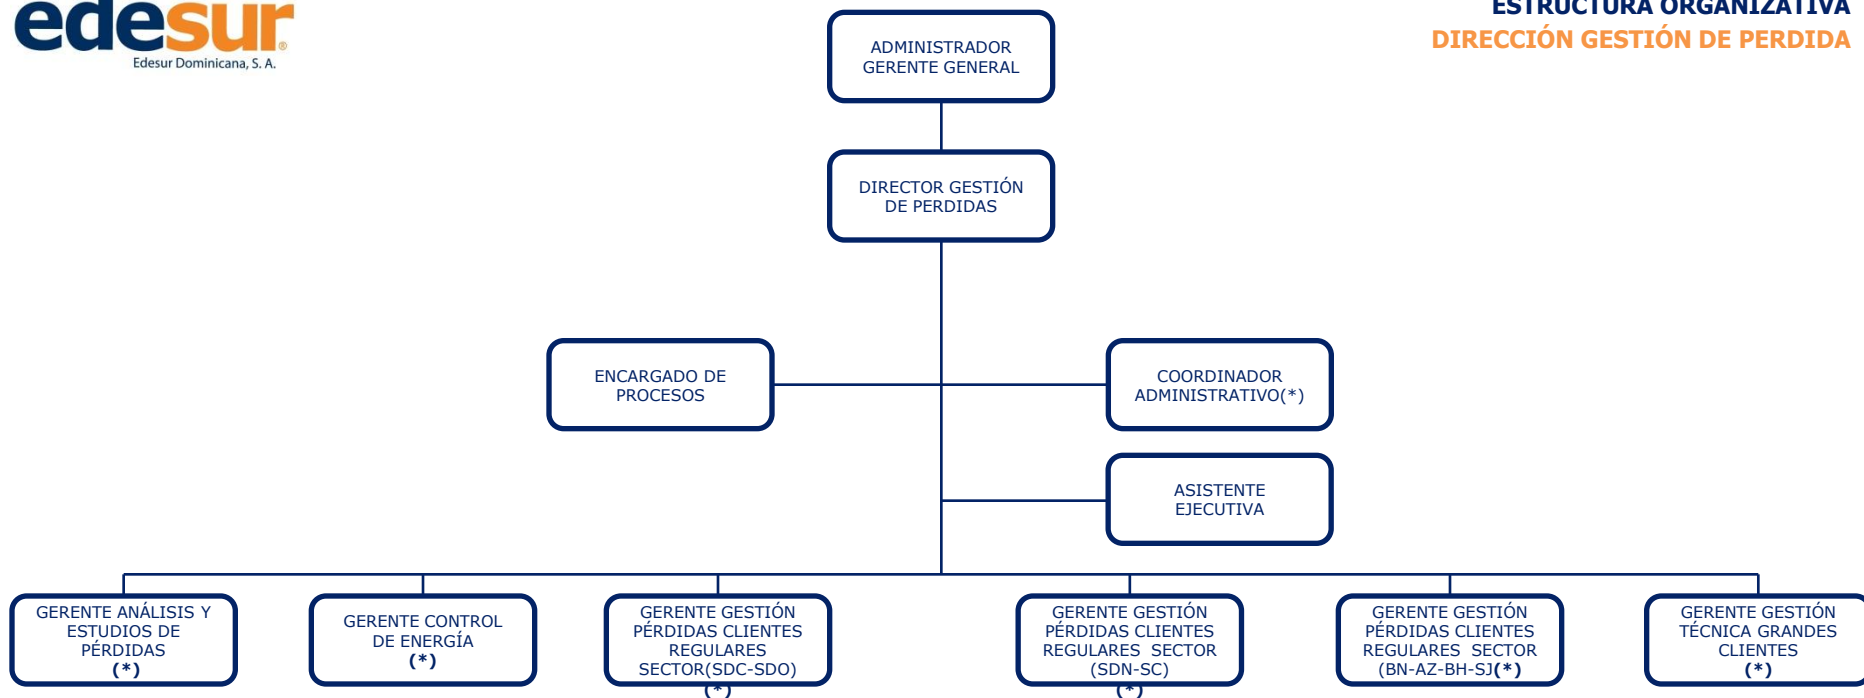 edesur
Edesur Dominicana, S. A.
ESTRUCTURA ORGANIZATIVA
DIRECCIÓN GESTIÓN DE PERDIDA
ADMINISTRADOR
GERENTE GENERAL
DIRECTOR GESTIÓN
DE PERDIDAS
ENCARGADO DE
PROCESOS
COORDINADOR
ADMINISTRATIVO(*)
ASISTENTE
EJECUTIVA
GERENTE ANÁLISIS Y
ESTUDIOS DE
PÉRDIDAS
(*)
GERENTE CONTROL
DE ENERGÍA
(*)
GERENTE GESTIÓN
PÉRDIDAS CLIENTES
REGULARES
SECTOR(SDC-SDO)
(*)
GERENTE GESTIÓN
PÉRDIDAS CLIENTES
REGULARES SECTOR
(SDN-SC)
(*)
GERENTE GESTIÓN
PÉRDIDAS CLIENTES
REGULARES SECTOR
(BN-AZ-BH-SJ(*)
GERENTE GESTIÓN
TÉCNICA GRANDES
CLIENTES
(*)